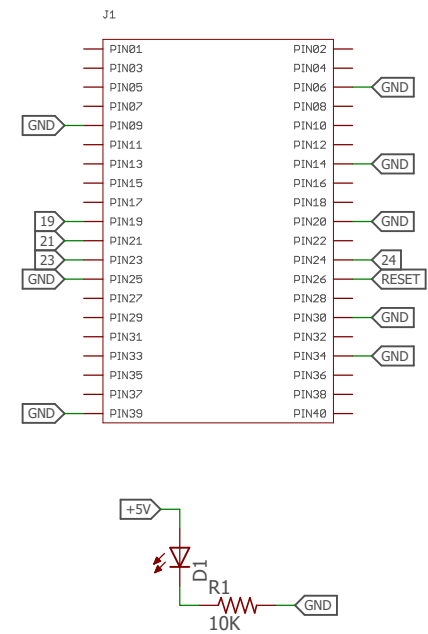 J1
PIN01 PIN02
PIN03 PIN04
PIN05 PIN06 GND
PIN07 PIN08
GND PIN09 PIN10
PIN11 PIN12
PIN13 PIN14 GND
PIN15 PIN16
PIN17 PIN18
19 PIN19 PIN20 GND
21 PIN21 PIN22
23 PIN23 PIN24 24
GND PIN25 PIN26 RESET
PIN27 PIN28
PIN29 PIN30 GND
PIN31 PIN32
PIN33 PIN34 GND
PIN35 PIN36
PIN37 PIN38
GND PIN39 PIN40
+5V
D1
R1
GND
10K